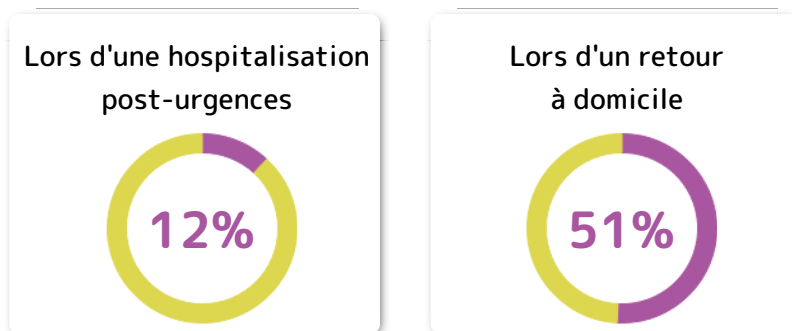 Lors d'une hospitalisation
post-urgences
12%
Lors d'un retour
à domicile
51%